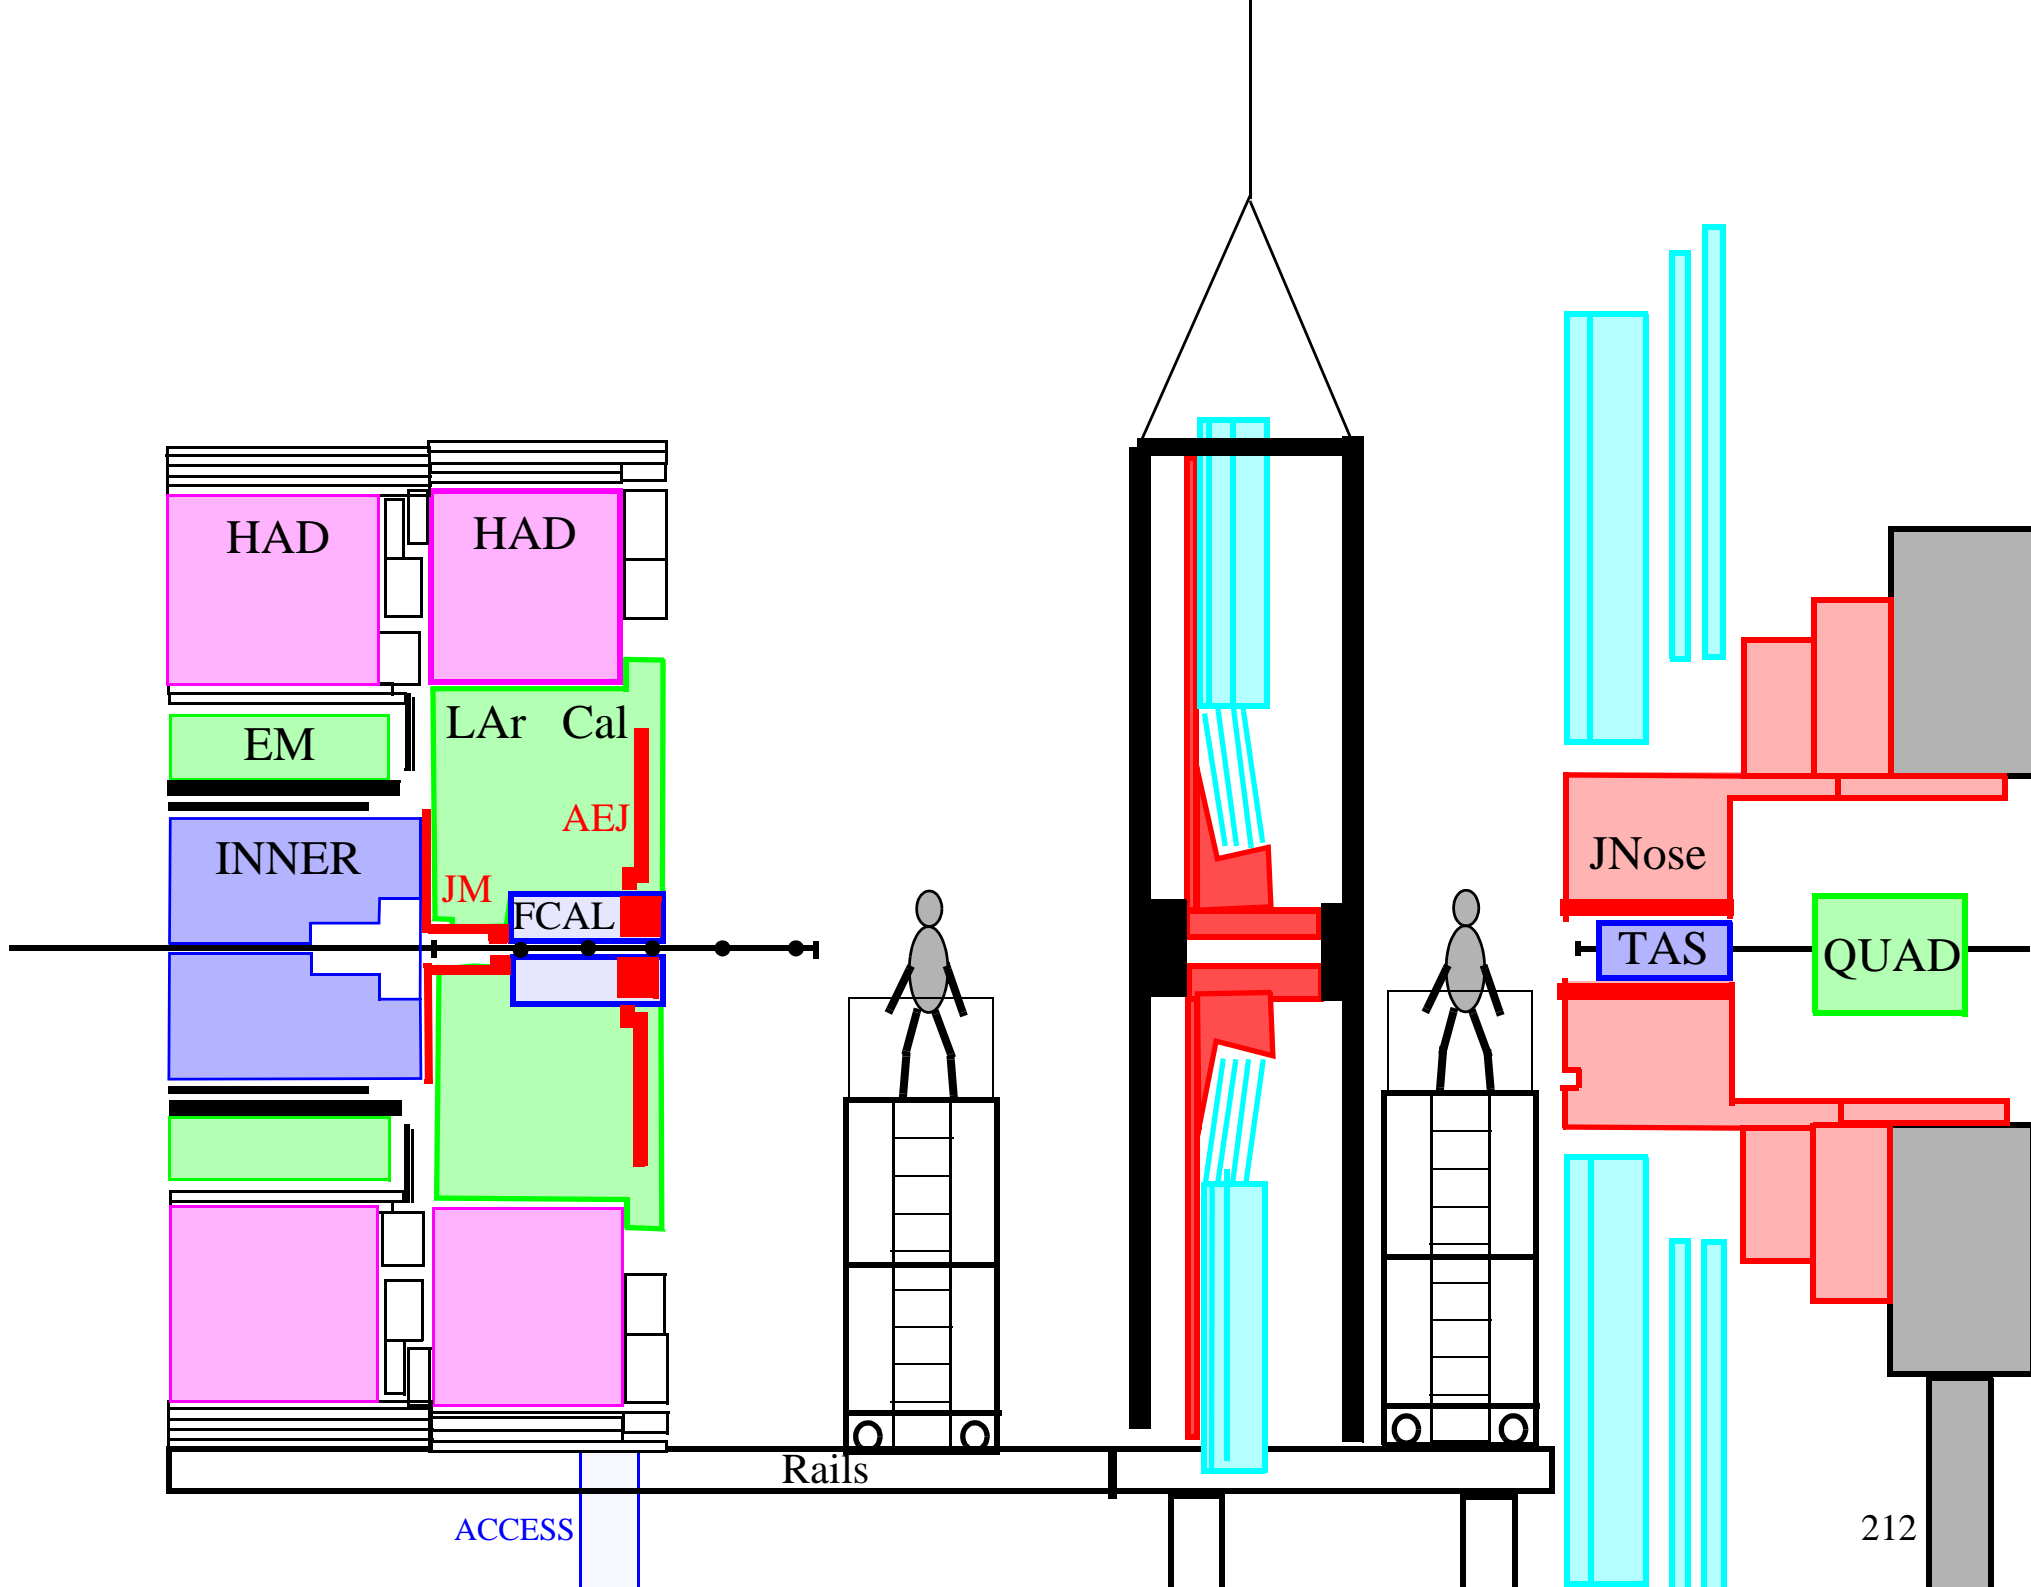 HAD HAD
LAr Cal
EM
AEJ
INNER
JNose
JM
FCAL
TAS
QUAD
Rails
ACCESS
212